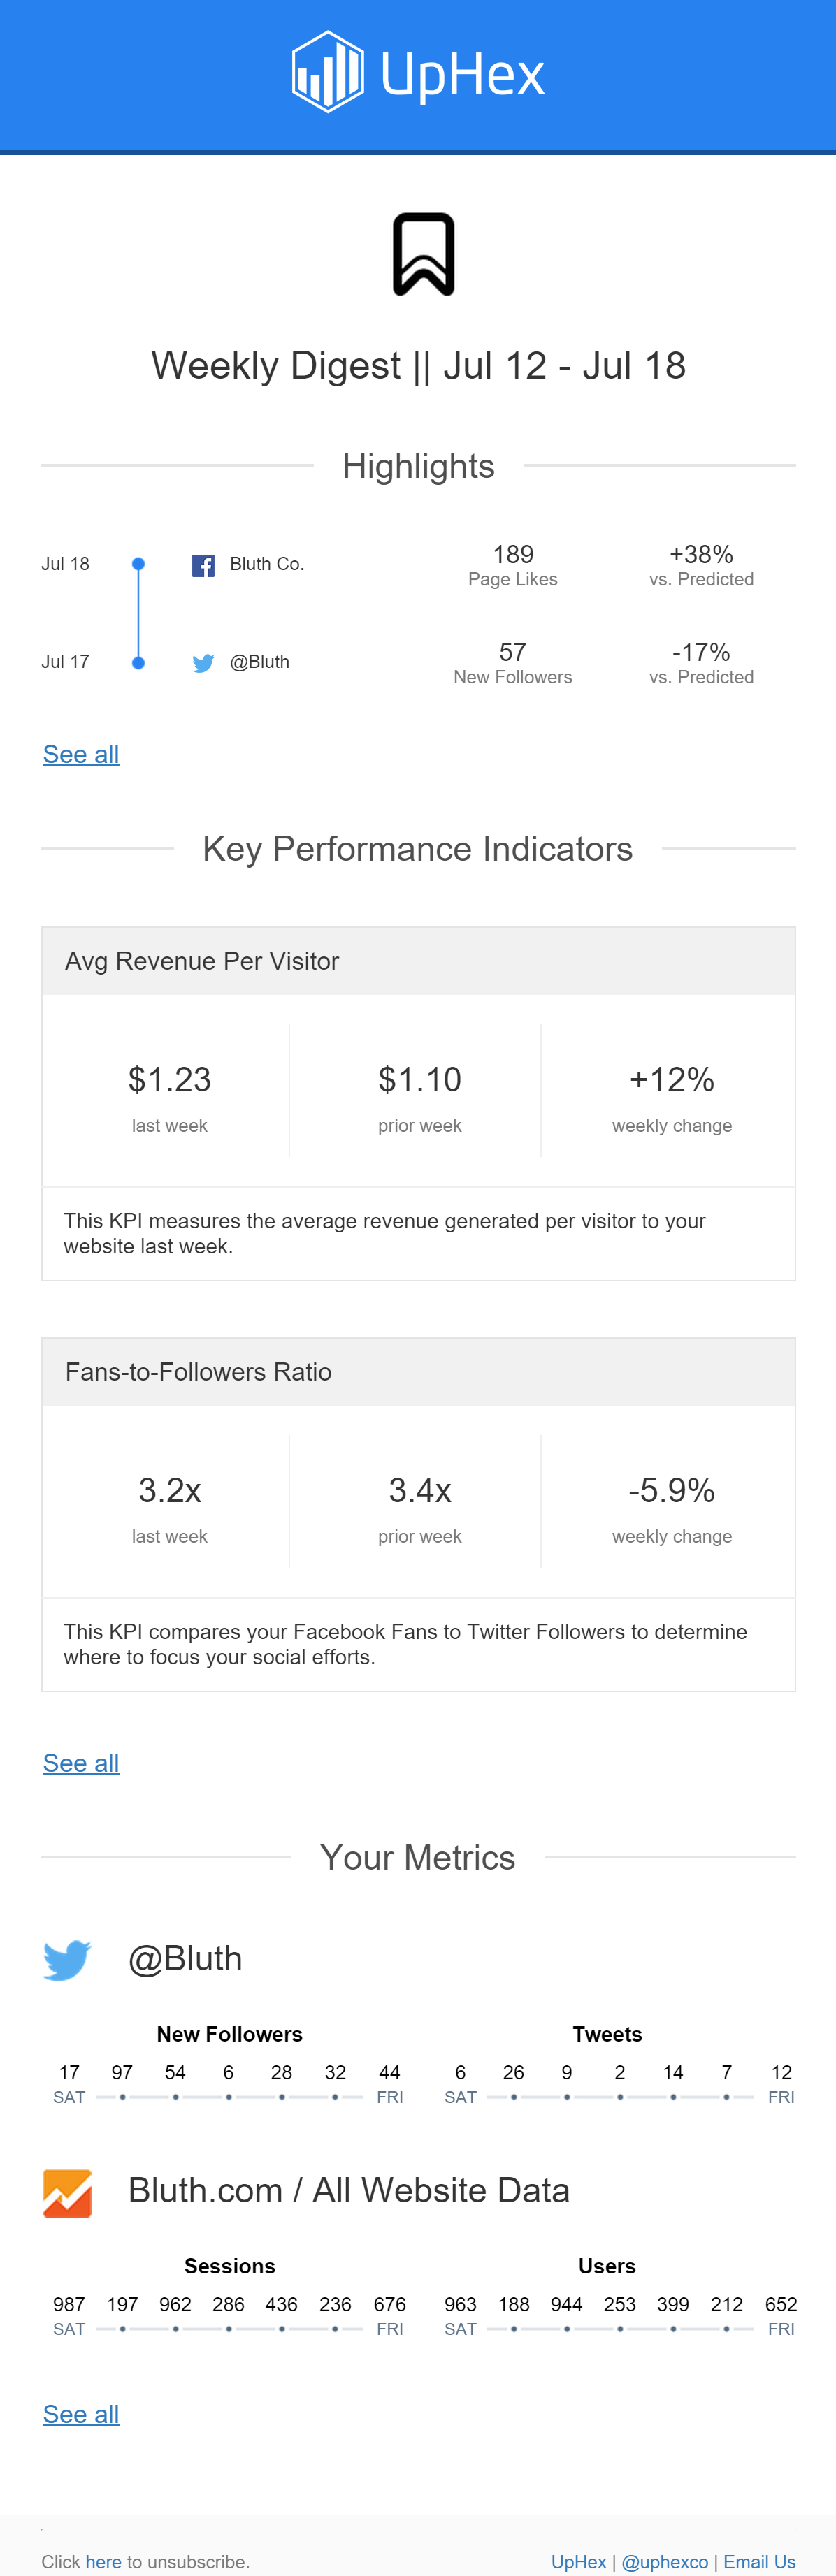 UpHex
Weekly Digest || Jul 12 - Jul 18
Highlights
Jul 18
Bluth Co.
189
Page Likes
+38%
vs. Predicted
Jul 17
@Bluth
57
New Followers
-17%
vs. Predicted
See all
Key Performance Indicators
Avg Revenue Per Visitor
$1.23
last week
$1.10
prior week
+12%
weekly change
This KPI measures the average revenue generated per visitor to your
website last week.
Fans-to-Followers Ratio
3.2x
last week
3.4x
prior week
-5.9%
weekly change
This KPI compares your Facebook Fans to Twitter Followers to determine
where to focus your social efforts.
See all
Your Metrics
@Bluth
New Followers
17 97 54 6 28 32 44
SAT FRI
Tweets
6 26 9 2 14 7 12
SAT FRI
Bluth.com / All Website Data
Sessions
987 197 962 286 436 236 676
SAT FRI
Users
963 188 944 253 399 212 652
SAT FRI
See all
Click here to unsubscribe.
UpHex | @uphexco | Email Us